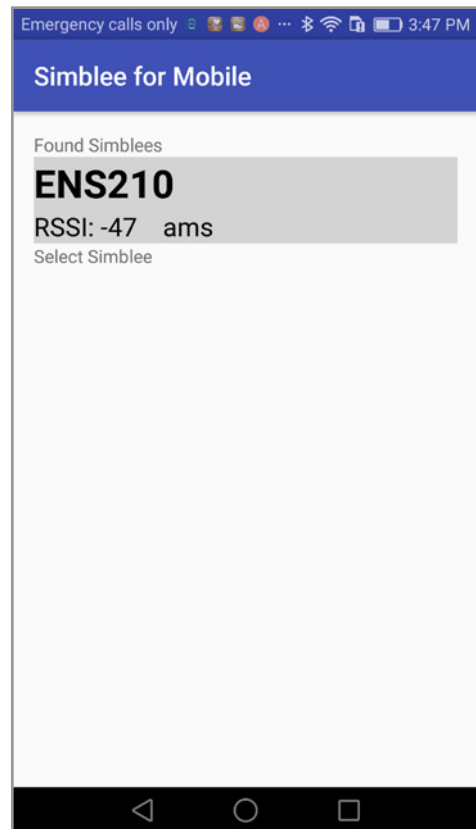 Emergency calls only 3:47 PM
Simblee for Mobile
Found Simblees
ENS210
RSSI: -47 ams
Select Simblee